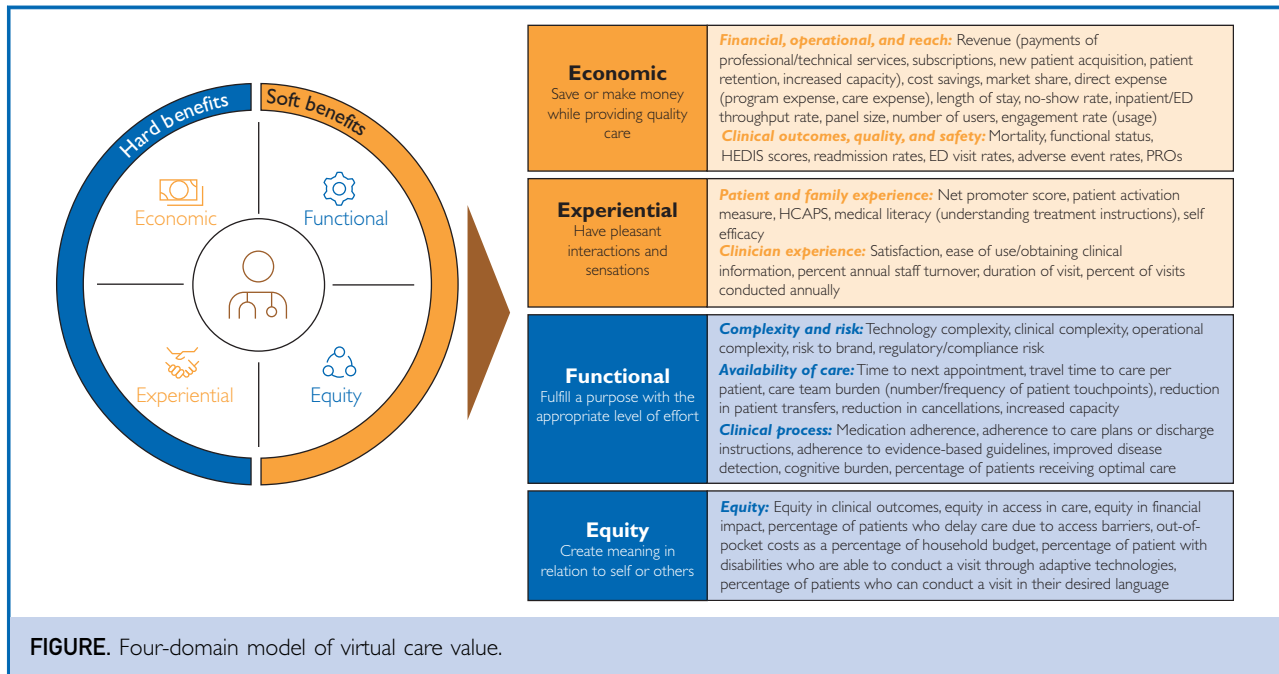 Hard benefits
Soft benefits
Economic
Functional
Experiential
Equity
Economic
Save or make money
while providing quality
care
Financial, operational, and reach: Revenue (payments of
professional/technical services, subscriptions, new patient acquisition, patient
retention, increased capacity), cost savings, market share, direct expense
(program expense, care expense), length of stay, no-show rate, inpatient/ED
throughput rate, panel size, number of users, engagement rate (usage)
Clinical outcomes, quality, and safety: Mortality, functional status,
HEDIS scores, readmission rates, ED visit rates, adverse event rates, PROs
Experiential
Have pleasant
interactions and
sensations
Patient and family experience: Net promoter score, patient activation
measure, HCAPS, medical literacy (understanding treatment instructions), self
efficacy
Clinician experience: Satisfaction, ease of use/obtaining clinical
information, percent annual staff turnover, duration of visit, percent of visits
conducted annually
Functional
Fulfill a purpose with the
appropriate level of effort
Complexity and risk: Technology complexity, clinical complexity, operational
complexity, risk to brand, regulatory/compliance risk
Availability of care: Time to next appointment, travel time to care per
patient, care team burden (number/frequency of patient touchpoints), reduction
in patient transfers, reduction in cancellations, increased capacity
Clinical process: Medication adherence, adherence to care plans or discharge
instructions, adherence to evidence-based guidelines, improved disease
detection, cognitive burden, percentage of patients receiving optimal care
Equity
Create meaning in
relation to self or others
Equity: Equity in clinical outcomes, equity in access in care, equity in financial
impact, percentage of patients who delay care due to access barriers, out-of-
pocket costs as a percentage of household budget, percentage of patient with
disabilities who are able to conduct a visit through adaptive technologies,
percentage of patients who can conduct a visit in their desired language
FIGURE. Four-domain model of virtual care value.